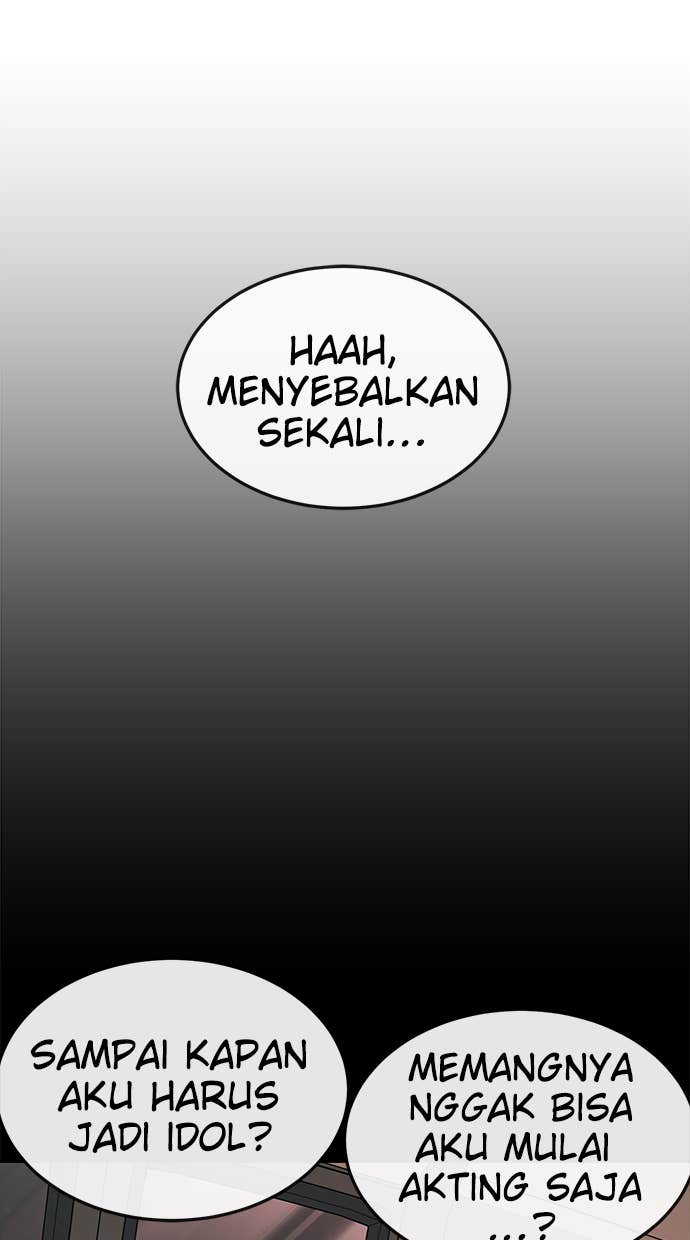 HAAH,
MENYEBALKAN
SEKALI...
SAMPAI KAPAN
AKU HARUS
JADI IDOL?
MEMANGNYA
NGGAK BISA
AKU MULAI
AKTING SAJA
...?